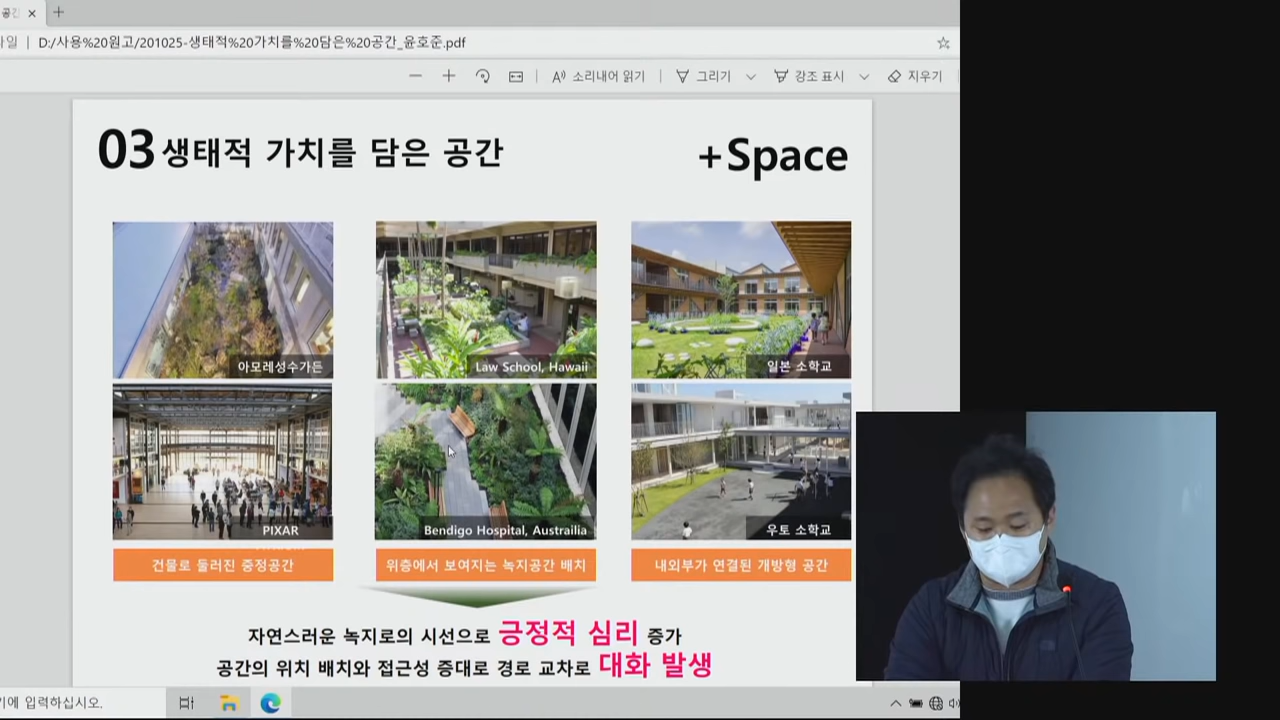 공간
D:/사용%20원고/201025-생태적%20가치를%20담은%20공간_윤호준.pdf
소리내어 읽기
그리기
강조 표시
지우기
03 생태적 가치를 담은 공간
+Space
아모레성수가든
Law School, Hawaii
일본 소학교
PIXAR
Bendigo Hospital, Austrailia
우토 소학교
건물로 둘러진 중정공간
위층에서 보여지는 녹지공간 배치
내외부가 연결된 개방형 공간
자연스러운 녹지로의 시선으로 긍정적 심리 증가
공간의 위치 배치와 접근성 증대로 경로 교차로 대화 발생
입력하십시오.